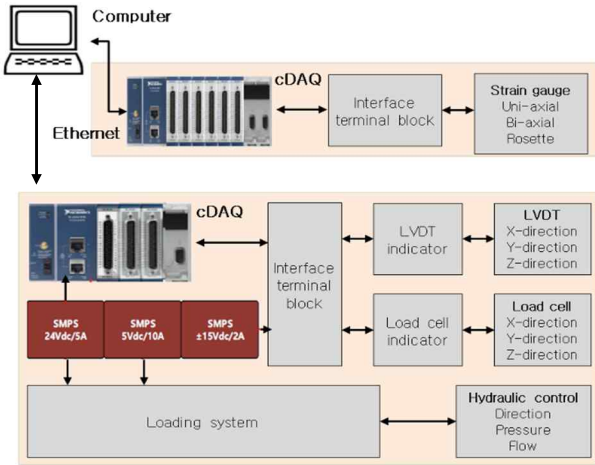 Computer
Ethernet
cDAQ
Interface
terminal block
Strain gauge
Uni-axial
Bi-axial
Rosette
cDAQ
Interface
terminal
block
LVDT
indicator
LVDT
X-direction
Y-direction
Z-direction
SMPS
24Vdc/5A
SMPS
5Vdc/10A
SMPS
±15Vdc/2A
Load cell
indicator
Load cell
X-direction
Y-direction
Z-direction
Loading system
Hydraulic control
Direction
Pressure
Flow